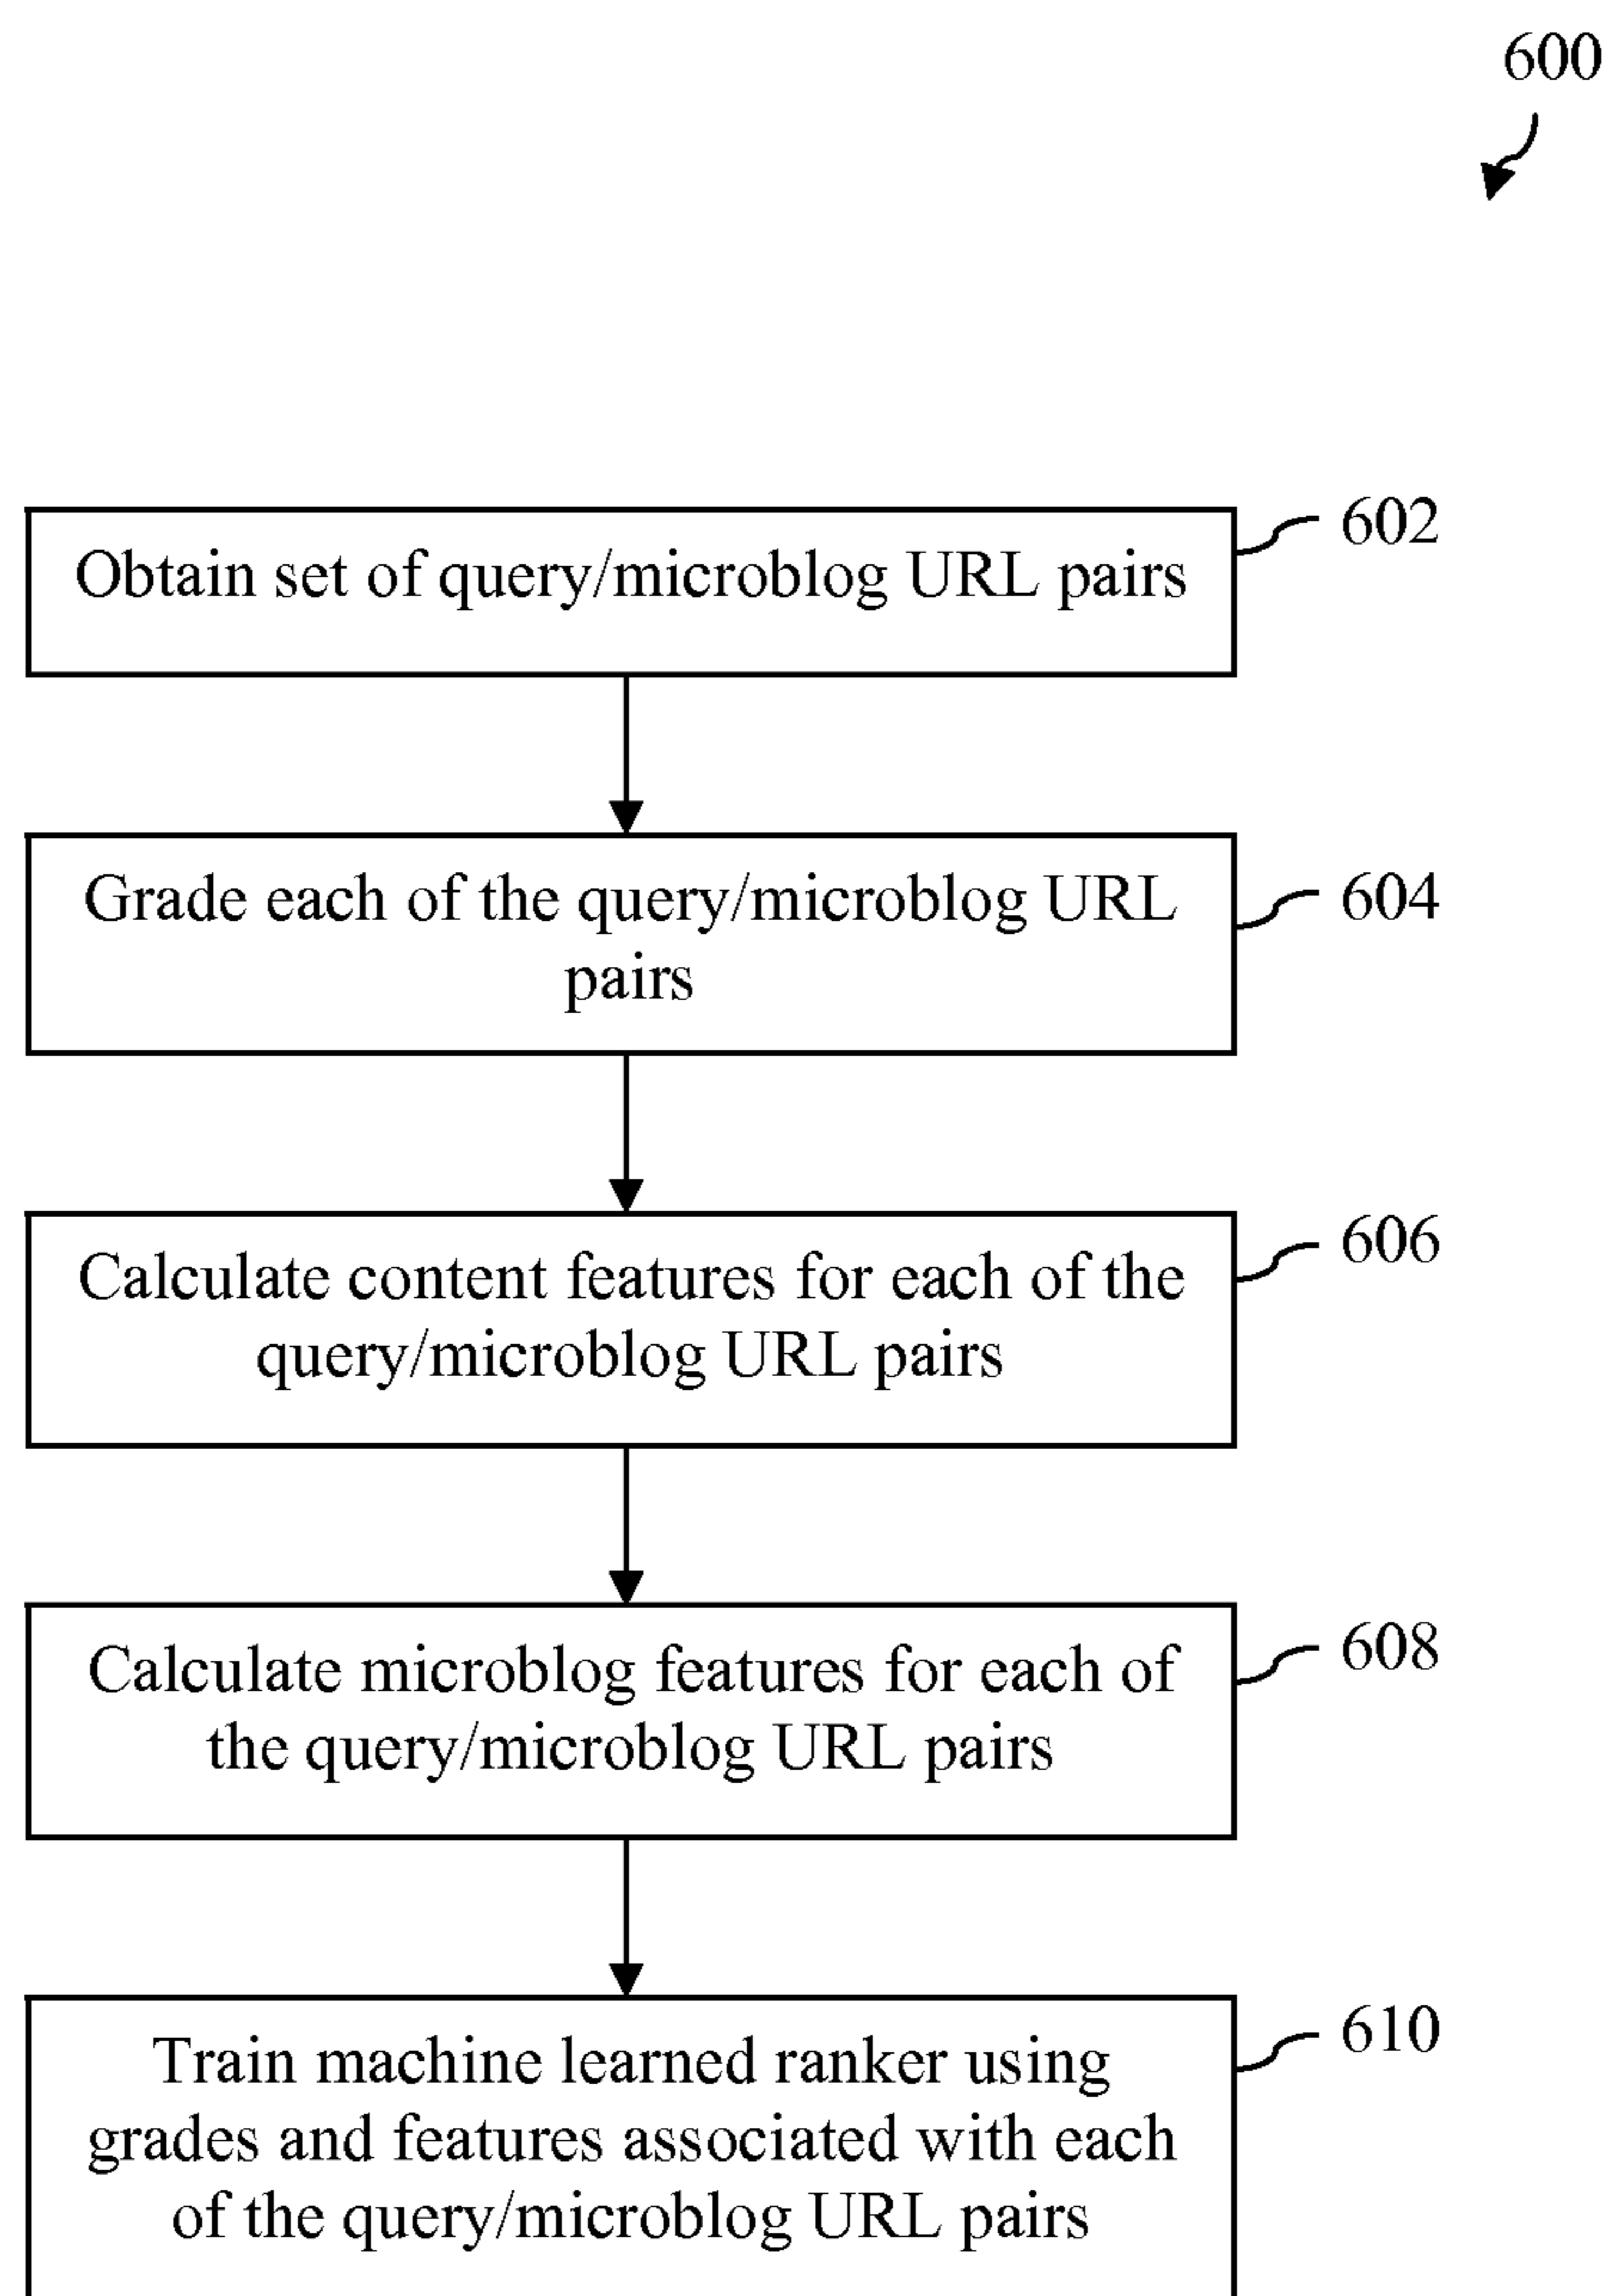 600
Obtain set of query/microblog URL pairs
602
Grade each of the query/microblog URL
pairs
604
Calculate content features for each of the
query/microblog URL pairs
606
Calculate microblog features for each of
the query/microblog URL pairs
608
Train machine learned ranker using
grades and features associated with each
of the query/microblog URL pairs
610